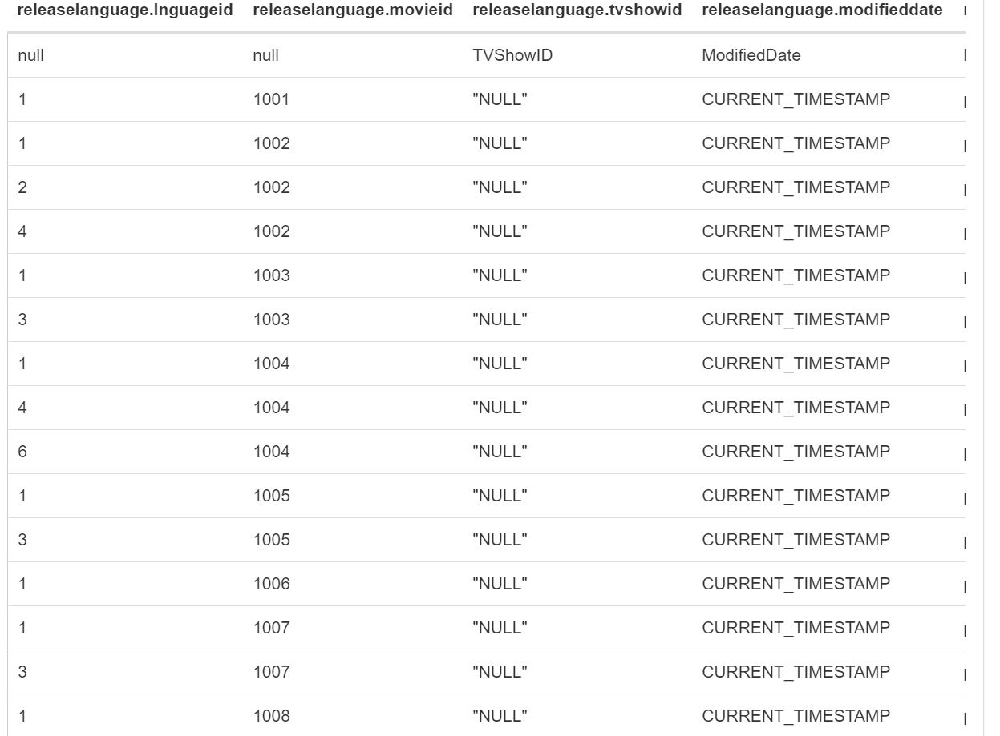 releaselanguage.lnguageid releaselanguage.movieid releaselanguage.tvshowid releaselanguage.modifieddate
null null TVShowID ModifiedDate
1 1001 "NULL" CURRENT_TIMESTAMP
1 1002 "NULL" CURRENT_TIMESTAMP
2 1002 "NULL" CURRENT_TIMESTAMP
4 1002 "NULL" CURRENT_TIMESTAMP
1 1003 "NULL" CURRENT_TIMESTAMP
3 1003 "NULL" CURRENT_TIMESTAMP
1 1004 "NULL" CURRENT_TIMESTAMP
4 1004 "NULL" CURRENT_TIMESTAMP
6 1004 "NULL" CURRENT_TIMESTAMP
1 1005 "NULL" CURRENT_TIMESTAMP
3 1005 "NULL" CURRENT_TIMESTAMP
1 1006 "NULL" CURRENT_TIMESTAMP
1 1007 "NULL" CURRENT_TIMESTAMP
3 1007 "NULL" CURRENT_TIMESTAMP
1 1008 "NULL" CURRENT_TIMESTAMP